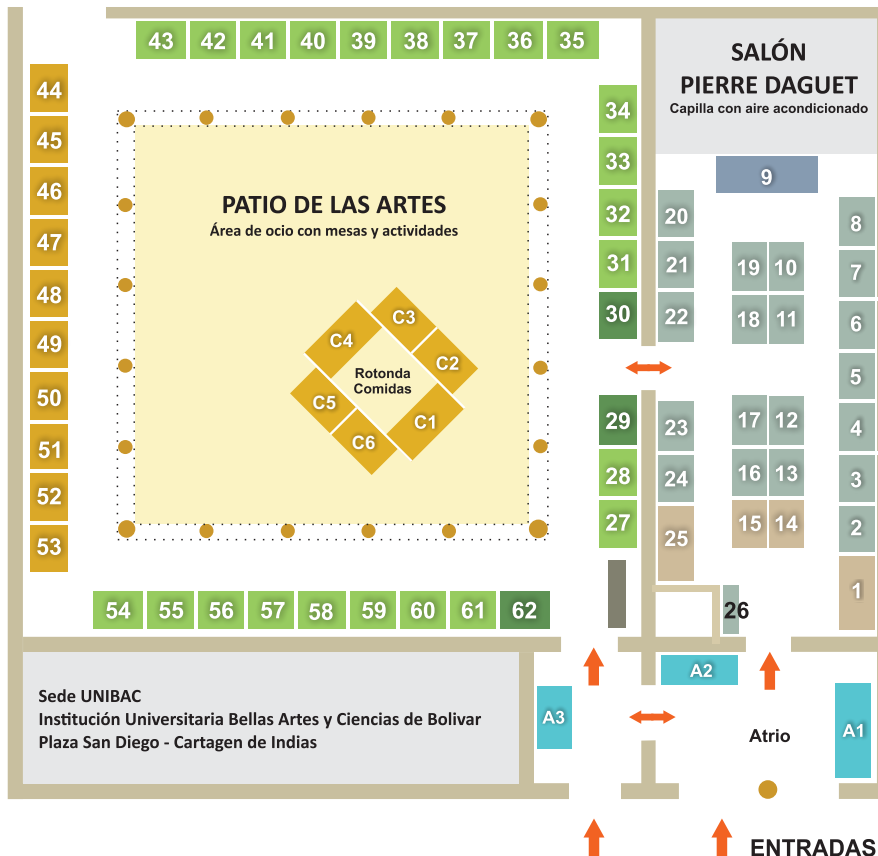 43 42 41 40 39 38 37 36 35
SALÓN
PIERRE DAGUET
Capilla con aire acondicionado
44
45
46
47
48
49
50
51
52
53
PATIO DE LAS ARTES
Área de ocio con mesas y actividades
C3
C4
C2
Rotonda
Comidas
C5
C1
C6
34
33
32
31
30
29
28
27
9
20
21
22
23
24
25
19 10
18 11
17 12
16 13
15 14
8
7
6
5
4
3
2
1
26
54 55 56 57 58 59 60 61 62
Sede UNIBAC
Institución Universitaria Bellas Artes y Ciencias de Bolivar
Plaza San Diego - Cartagen de Indias
A3
A2
A1
Atrio
ENTRADAS